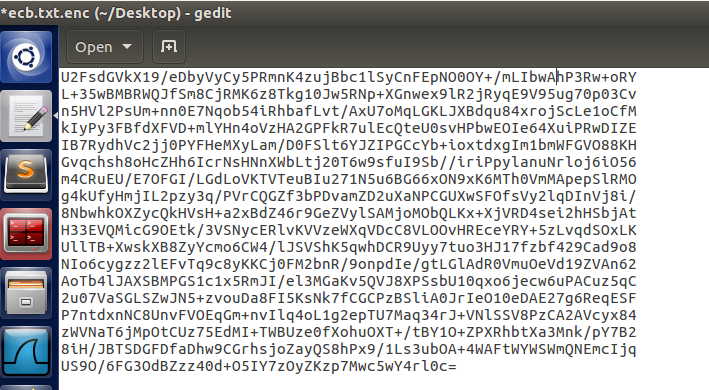 *ecb.txt.enc (~/Desktop) - gedit
Open
U2FsdGVkX19/eDbyVyCy5PRmnK4zujBbc1lSyCnFEpNO0OY+/mLIbwAhP3Rw+oRY
L+35wBMBRWQJfSm8CjRMK6z8Tkg10Jw5RNp+XGnwex9lR2jRyqE9V95ug70p03Cv
n5HVl2PsUm+nn0E7Nqob54iRhbafLvt/AxU7oMqLGKLJXBdqu84xrojScLe1oCfM
kIyPy3FBfdXFVD+mlYHn4oVzHA2GPFkR7ulEcQteU0svHPbwEOIe64XuiPRwDIZE
IB7RydhVc2jj0PYFHeMXyLam/D0FSlt6YJZIPGCcYb+ioxtdxgIm1bmWFGVO88KH
Gvqchsh8oHcZHh6IcrNsHNnXWbLtj20T6w9sfuI9Sb//iriPpylanuNrloj6iO56
m4CRuEU/E7OFGI/LGdLoVKTVTeuBIu271N5u6BG66xON9xK6MTh0VmMApepSlRMO
g4kUfyHmjIL2pzy3q/PVrCQGZf3bPDvamZD2uXaNPCGUXwSFOfsVy2lqDInVj8i/
8NbwhkOXZycQkHVsH+a2xBdZ46r9GeZVylSAMjoMObQLKx+XjVRD4sei2hHSbjAt
H33EVQMicG9OEtk/3VSNycERlvKVVzeWXqVDcC8VLOOvHREceYRY+5zLvqdSOxLK
UllTB+XwskXB8ZyYcmo6CW4/lJSVShK5qwhDCR9Uyy7tuo3HJ17fzbf429Cad9o8
NIo6cygzz2lEFvTq9c8yKKCj0FM2bnR/9onpdIe/gtLGlAdR0VmuOeVd19ZVAn62
AoTb4lJAXSBMPGS1c1x5RmJI/el3MGaKv5QVJ8XPSsbU10qxo6jecw6uPACuz5qC
2u07VaSGLSZwJN5+zvouDa8FI5KsNk7fCGCPzBSliA0JrIeO10eDAE27g6ReqESF
P7ntdxnNC8UnvFVOEqGm+nvIlq4oL1g2epTU7Maq34rJ+VNlSSV8PzCA2AVcyx84
zWVNaT6jMpOtCUz75EdMI+TWBUze0fXohuOXT+/tBY1O+ZPXRhbtXa3Mnk/pY7B2
8iH/JBTSDGFDfaDhw9CGrhsjoZayQS8hPx9/1Ls3ubOA+4WAFtWYWSWmQNEmcIjq
US9O/6FG3OdBZzz40d+O5IY7zOyZKzp7Mwc5wY4rl0c=